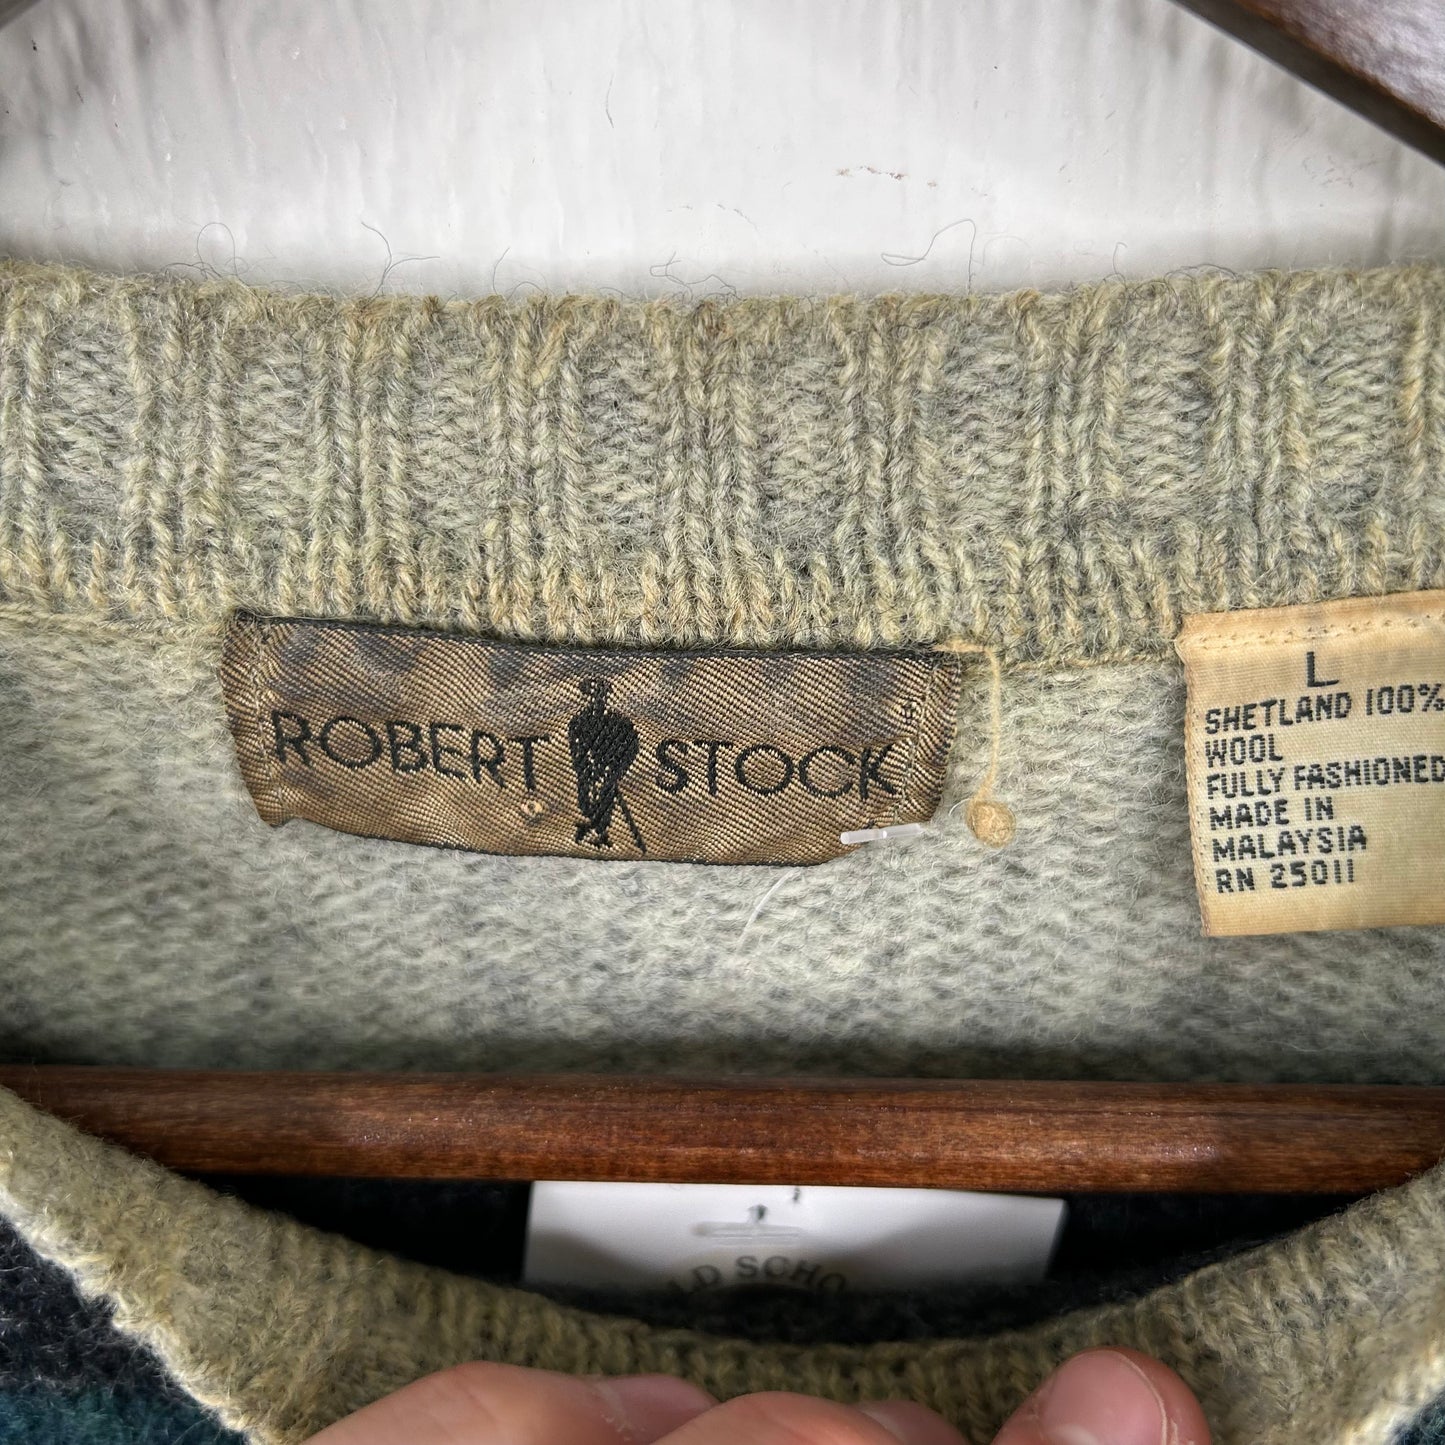 ROBERT STOCK
L
SHETLAND 100%
WOOL
FULLY FASHIONED
MADE IN
MALAYSIA
RN 25011